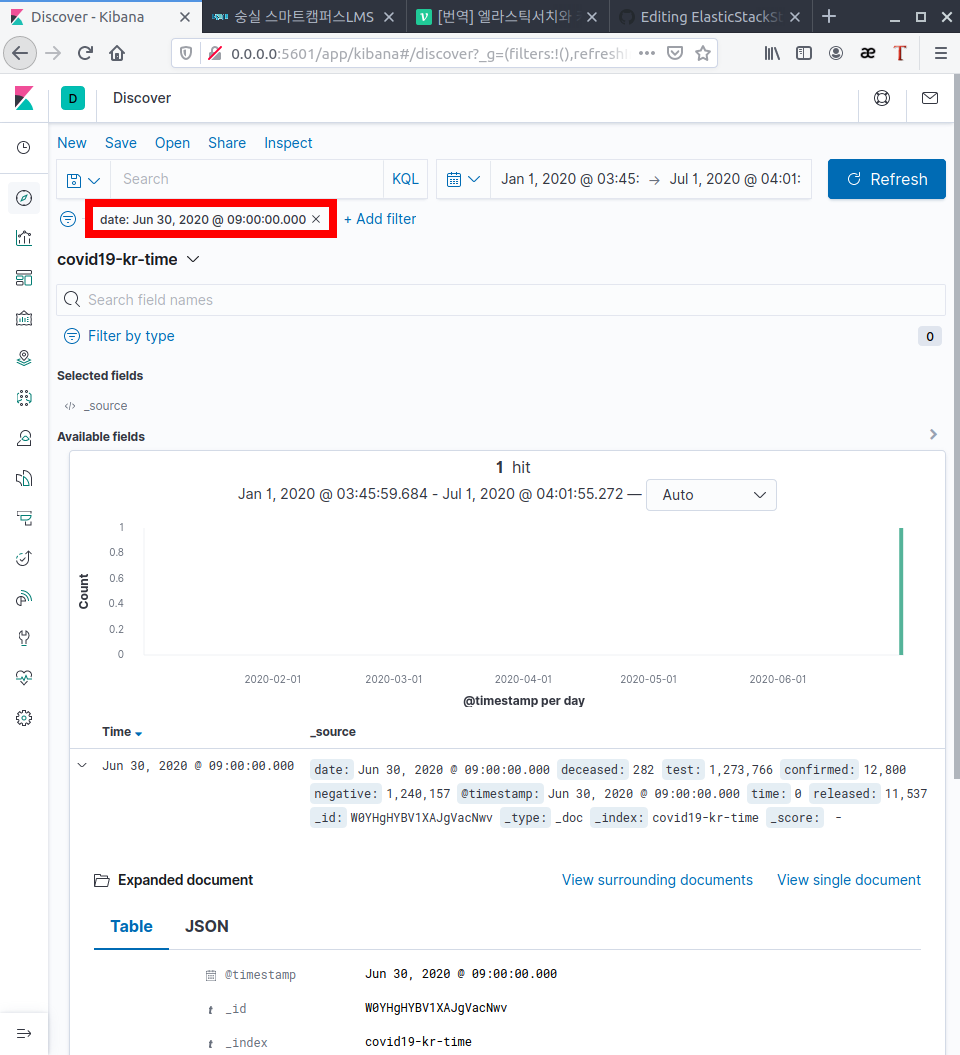 Discover - Kibana
숭실 스마트캠퍼스LMS
[번역] 엘라스틱서치와
Editing ElasticStackSt
0.0.0.0:5601/app/kibana#/discover?_g=(filters:!(),refresh
D
Discover
New Save Open Share Inspect
Search KQL Jan 1, 2020 @ 03:45: → Jul 1, 2020 @ 04:01: Refresh
date: Jun 30, 2020 @ 09:00:00.000 × + Add filter
covid19-kr-time
Search field names
Filter by type 0
Selected fields
_source
Available fields
1 hit
Jan 1, 2020 @ 03:45:59.684 - Jul 1, 2020 @ 04:01:55.272 — Auto
1
0.8
0.6
0.4
0.2
0
Count
2020-02-01 2020-03-01 2020-04-01 2020-05-01 2020-06-01
@timestamp per day
Time _source
Jun 30, 2020 @ 09:00:00.000 date: Jun 30, 2020 @ 09:00:00.000 deceased: 282 test: 1,273,766 confirmed: 12,800
negative: 1,240,157 @timestamp: Jun 30, 2020 @ 09:00:00.000 time: 0 released: 11,537
_id: W0YHgHYBV1XAJgVacNwv _type: _doc _index: covid19-kr-time _score: -
Expanded document View surrounding documents View single document
Table JSON
@timestamp Jun 30, 2020 @ 09:00:00.000
t _id W0YHgHYBV1XAJgVacNwv
t _index covid19-kr-time